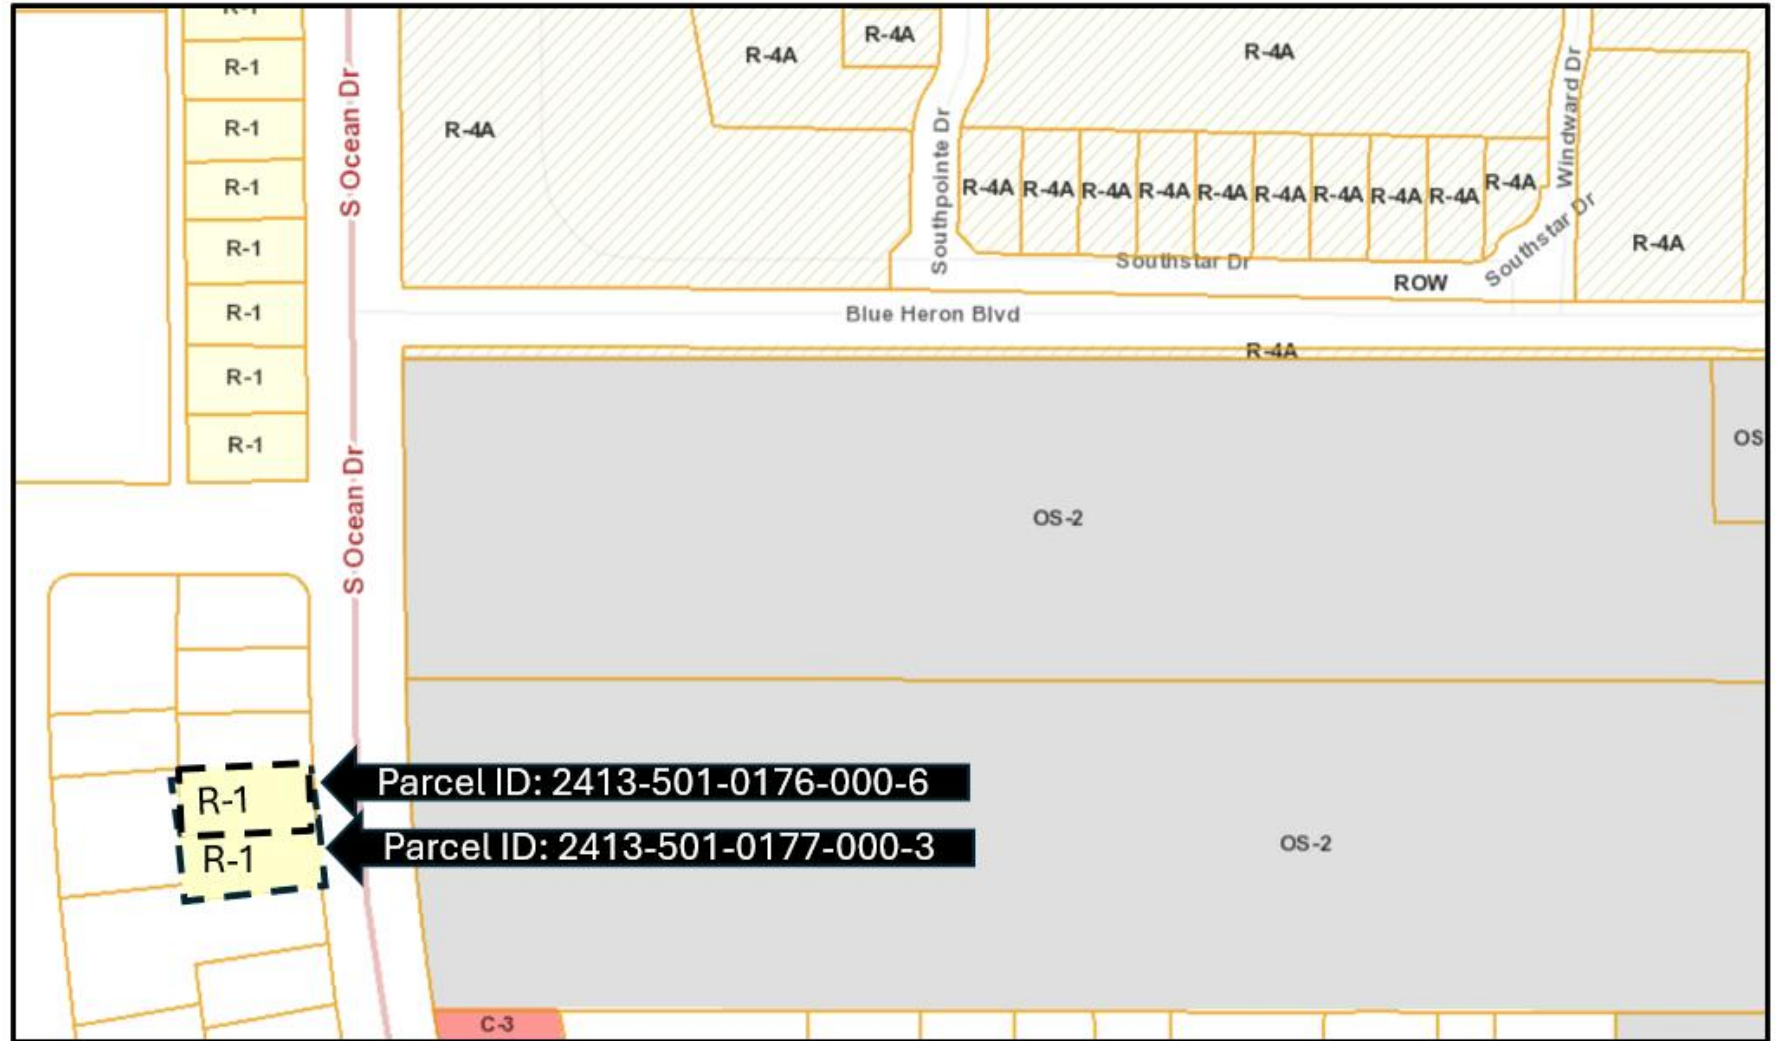 R-1
R-4A
R-4A
R-4A
R-1
R-4A
R-1
R-1
R-1
R-1
R-1
R-1
S Ocean Dr
S Ocean Dr
Southpointe Dr
Windward Dr
R-4A
R-4A
R-4A
R-4A
R-4A
R-4A
R-4A
R-4A
R-4A
R-4A
R-4A
Southstar Dr
Southstar Dr
ROW
Blue Heron Blvd
R-4A
OS
OS-2
Parcel ID: 2413-501-0176-000-6
R-1
Parcel ID: 2413-501-0177-000-3
R-1
OS-2
C-3